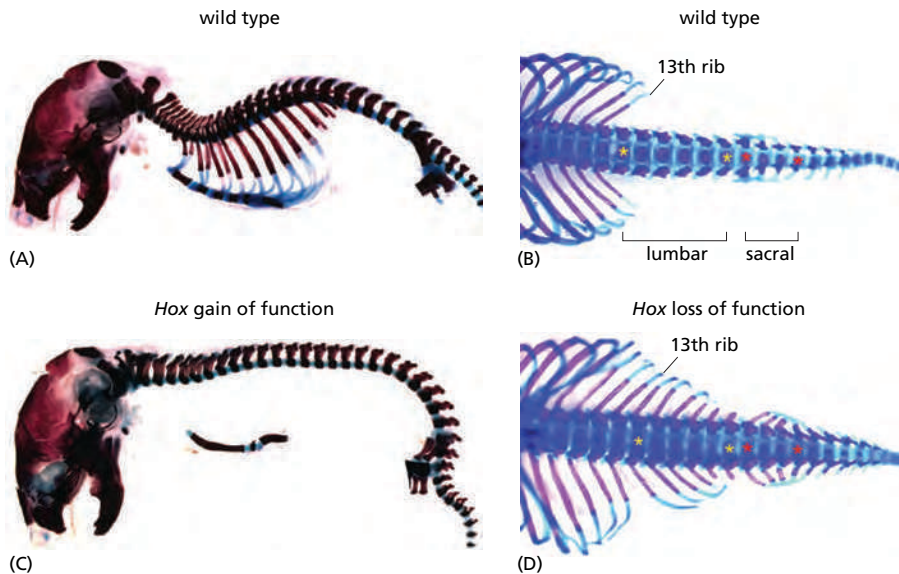 wild type
wild type
13th rib
* * * *
lumbar
sacral
(A)
(B)
Hox gain of function
Hox loss of function
13th rib
* * * *
(C)
(D)